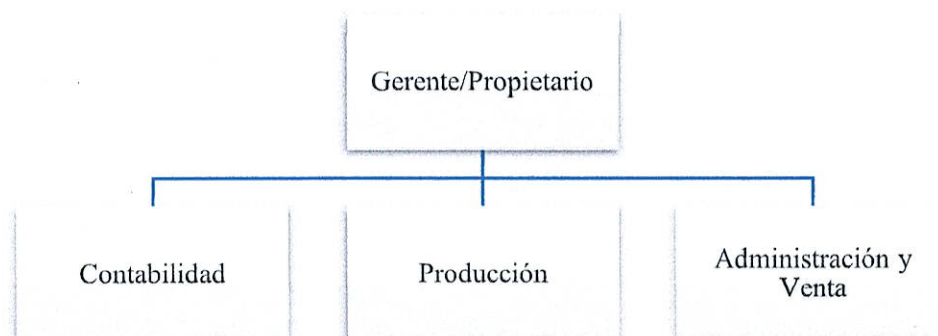 Gerente/Propietario
Contabilidad
Producción
Administración y
Venta